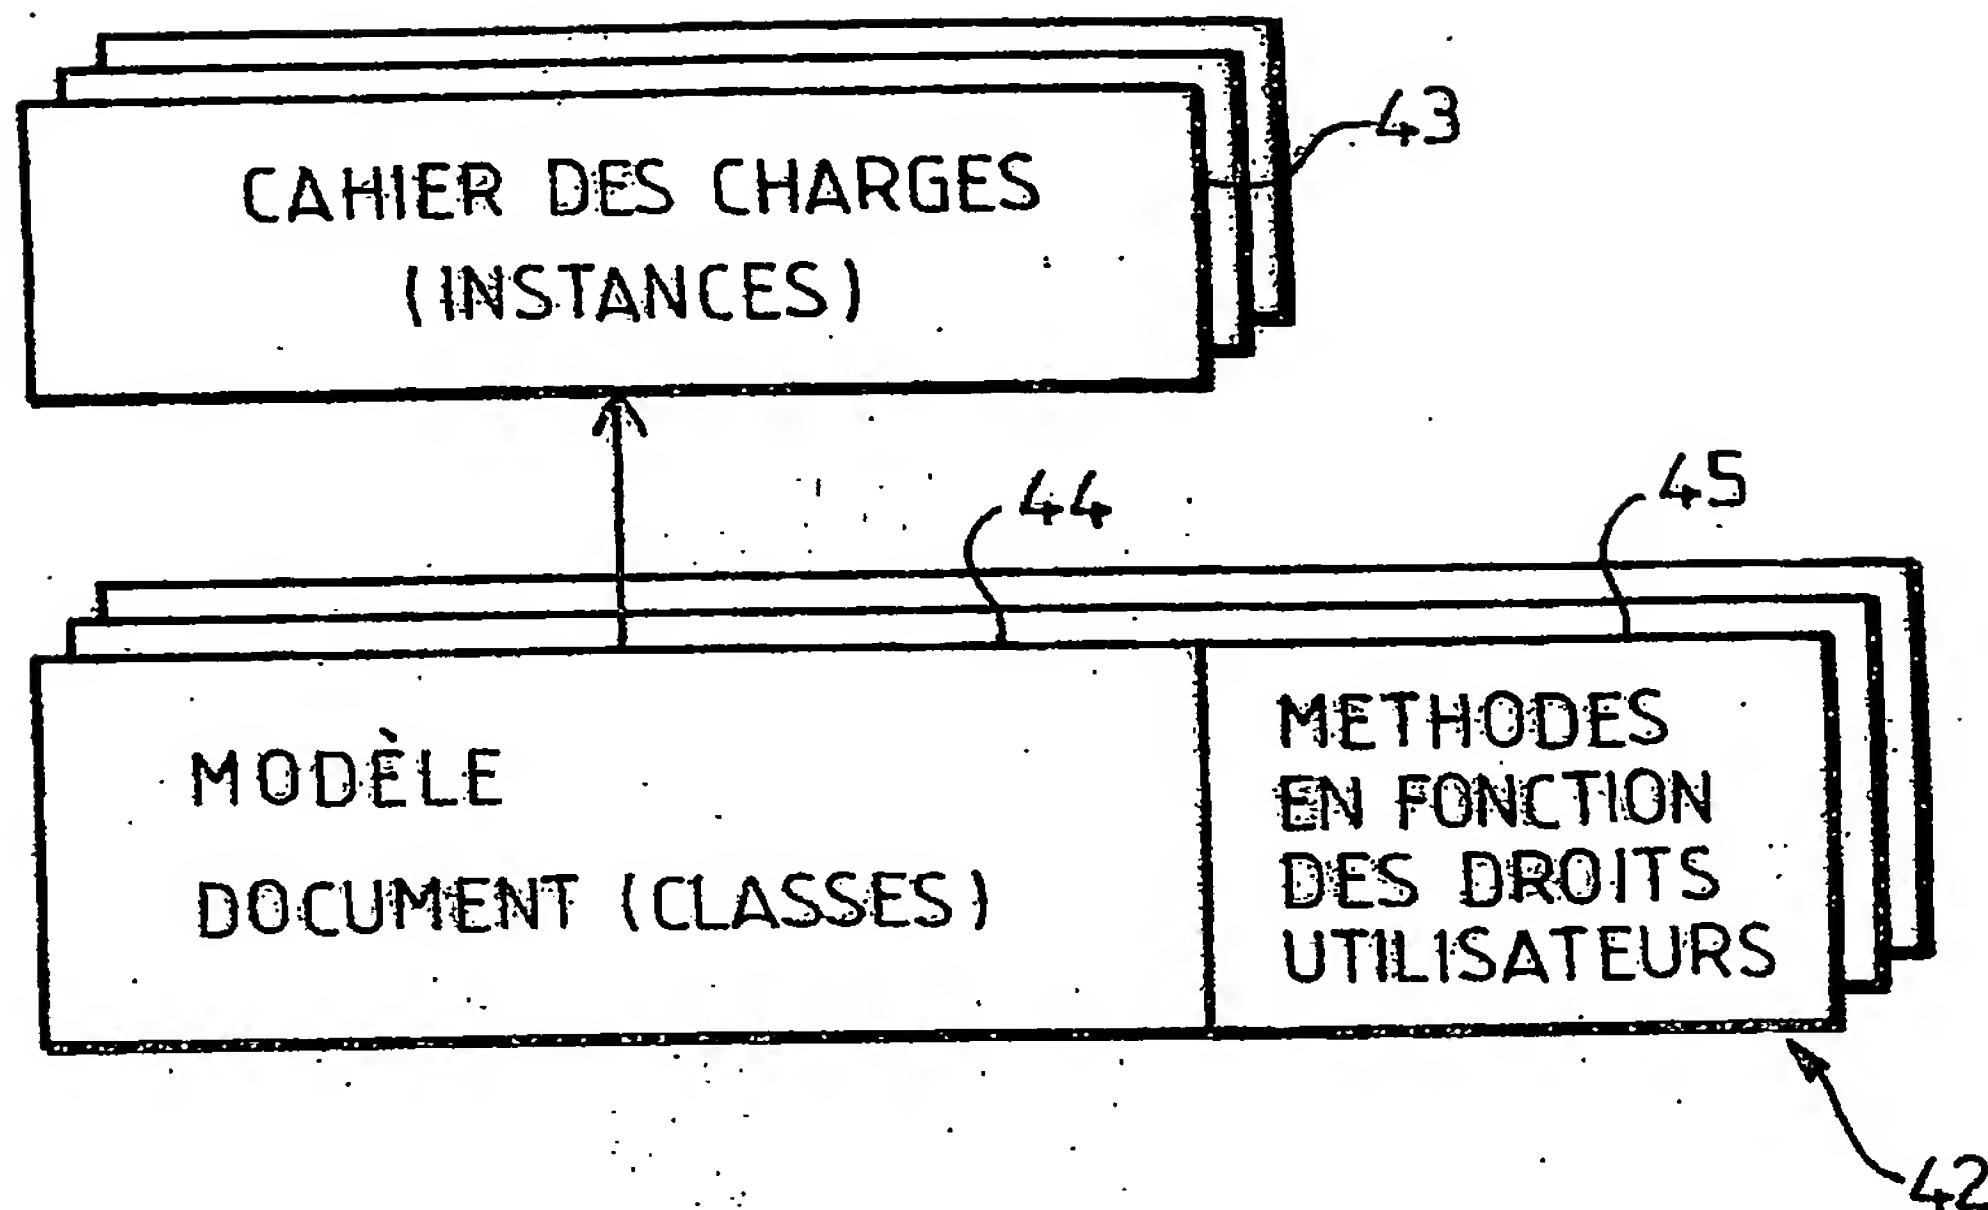 43
CAHIER DES CHARGES
(INSTANCES)
44
45
MODÈLE
DOCUMENT (CLASSES)
METHODES
EN FONCTION
DES DROITS
UTILISATEURS
42